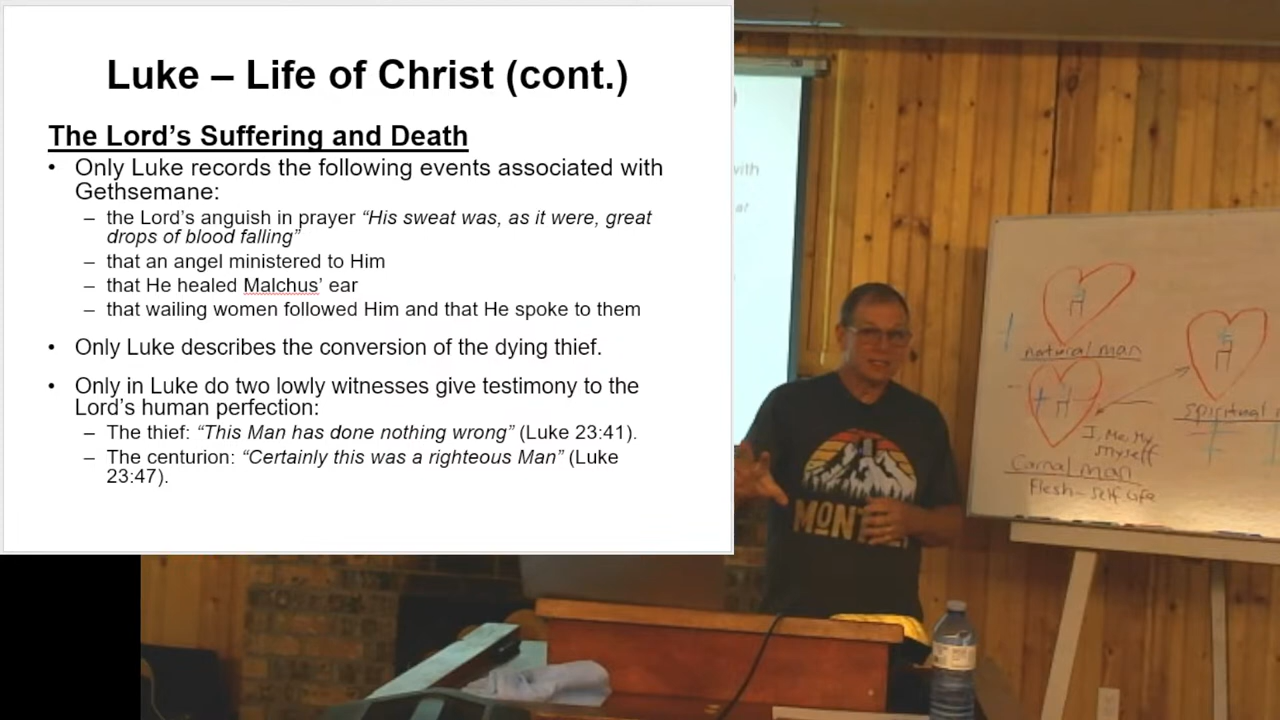 Luke – Life of Christ (cont.)
The Lord's Suffering and Death
• Only Luke records the following events associated with
Gethsemane:
– the Lord's anguish in prayer “His sweat was, as it were, great
drops of blood falling”
– that an angel ministered to Him
– that He healed Malchus' ear
– that wailing women followed Him and that He spoke to them
• Only Luke describes the conversion of the dying thief.
• Only in Luke do two lowly witnesses give testimony to the
Lord's human perfection:
– The thief: “This Man has done nothing wrong” (Luke 23:41).
– The centurion: “Certainly this was a righteous Man” (Luke
23:47).
with
natural man
spiritual
I, Me, My
Myself
Carnal man
Flesh – Self Life
MONT